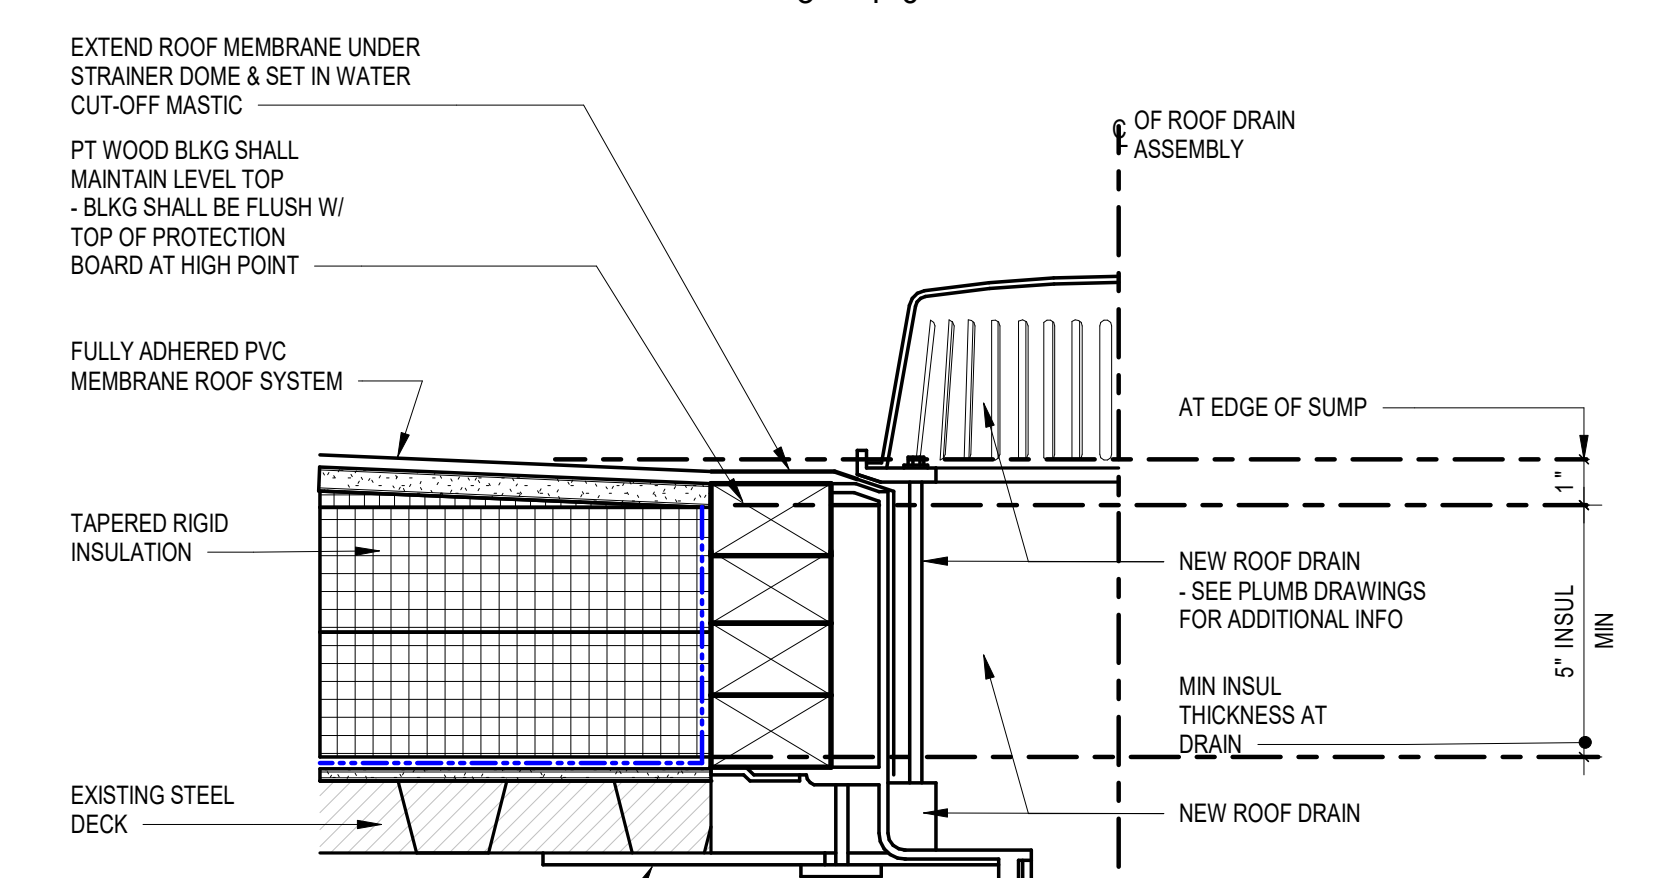 EXTEND ROOF MEMBRANE UNDER
STRAINER DOME & SET IN WATER
CUT-OFF MASTIC
PT WOOD BLKG SHALL
MAINTAIN LEVEL TOP
- BLKG SHALL BE FLUSH W/
TOP OF PROTECTION
BOARD AT HIGH POINT
FULLY ADHERED PVC
MEMBRANE ROOF SYSTEM
TAPERED RIGID
INSULATION
EXISTING STEEL
DECK
℄ OF ROOF DRAIN
ASSEMBLY
AT EDGE OF SUMP
1"
NEW ROOF DRAIN
- SEE PLUMB DRAWINGS
FOR ADDITIONAL INFO
5" INSUL
MIN
MIN INSUL
THICKNESS AT
DRAIN
NEW ROOF DRAIN